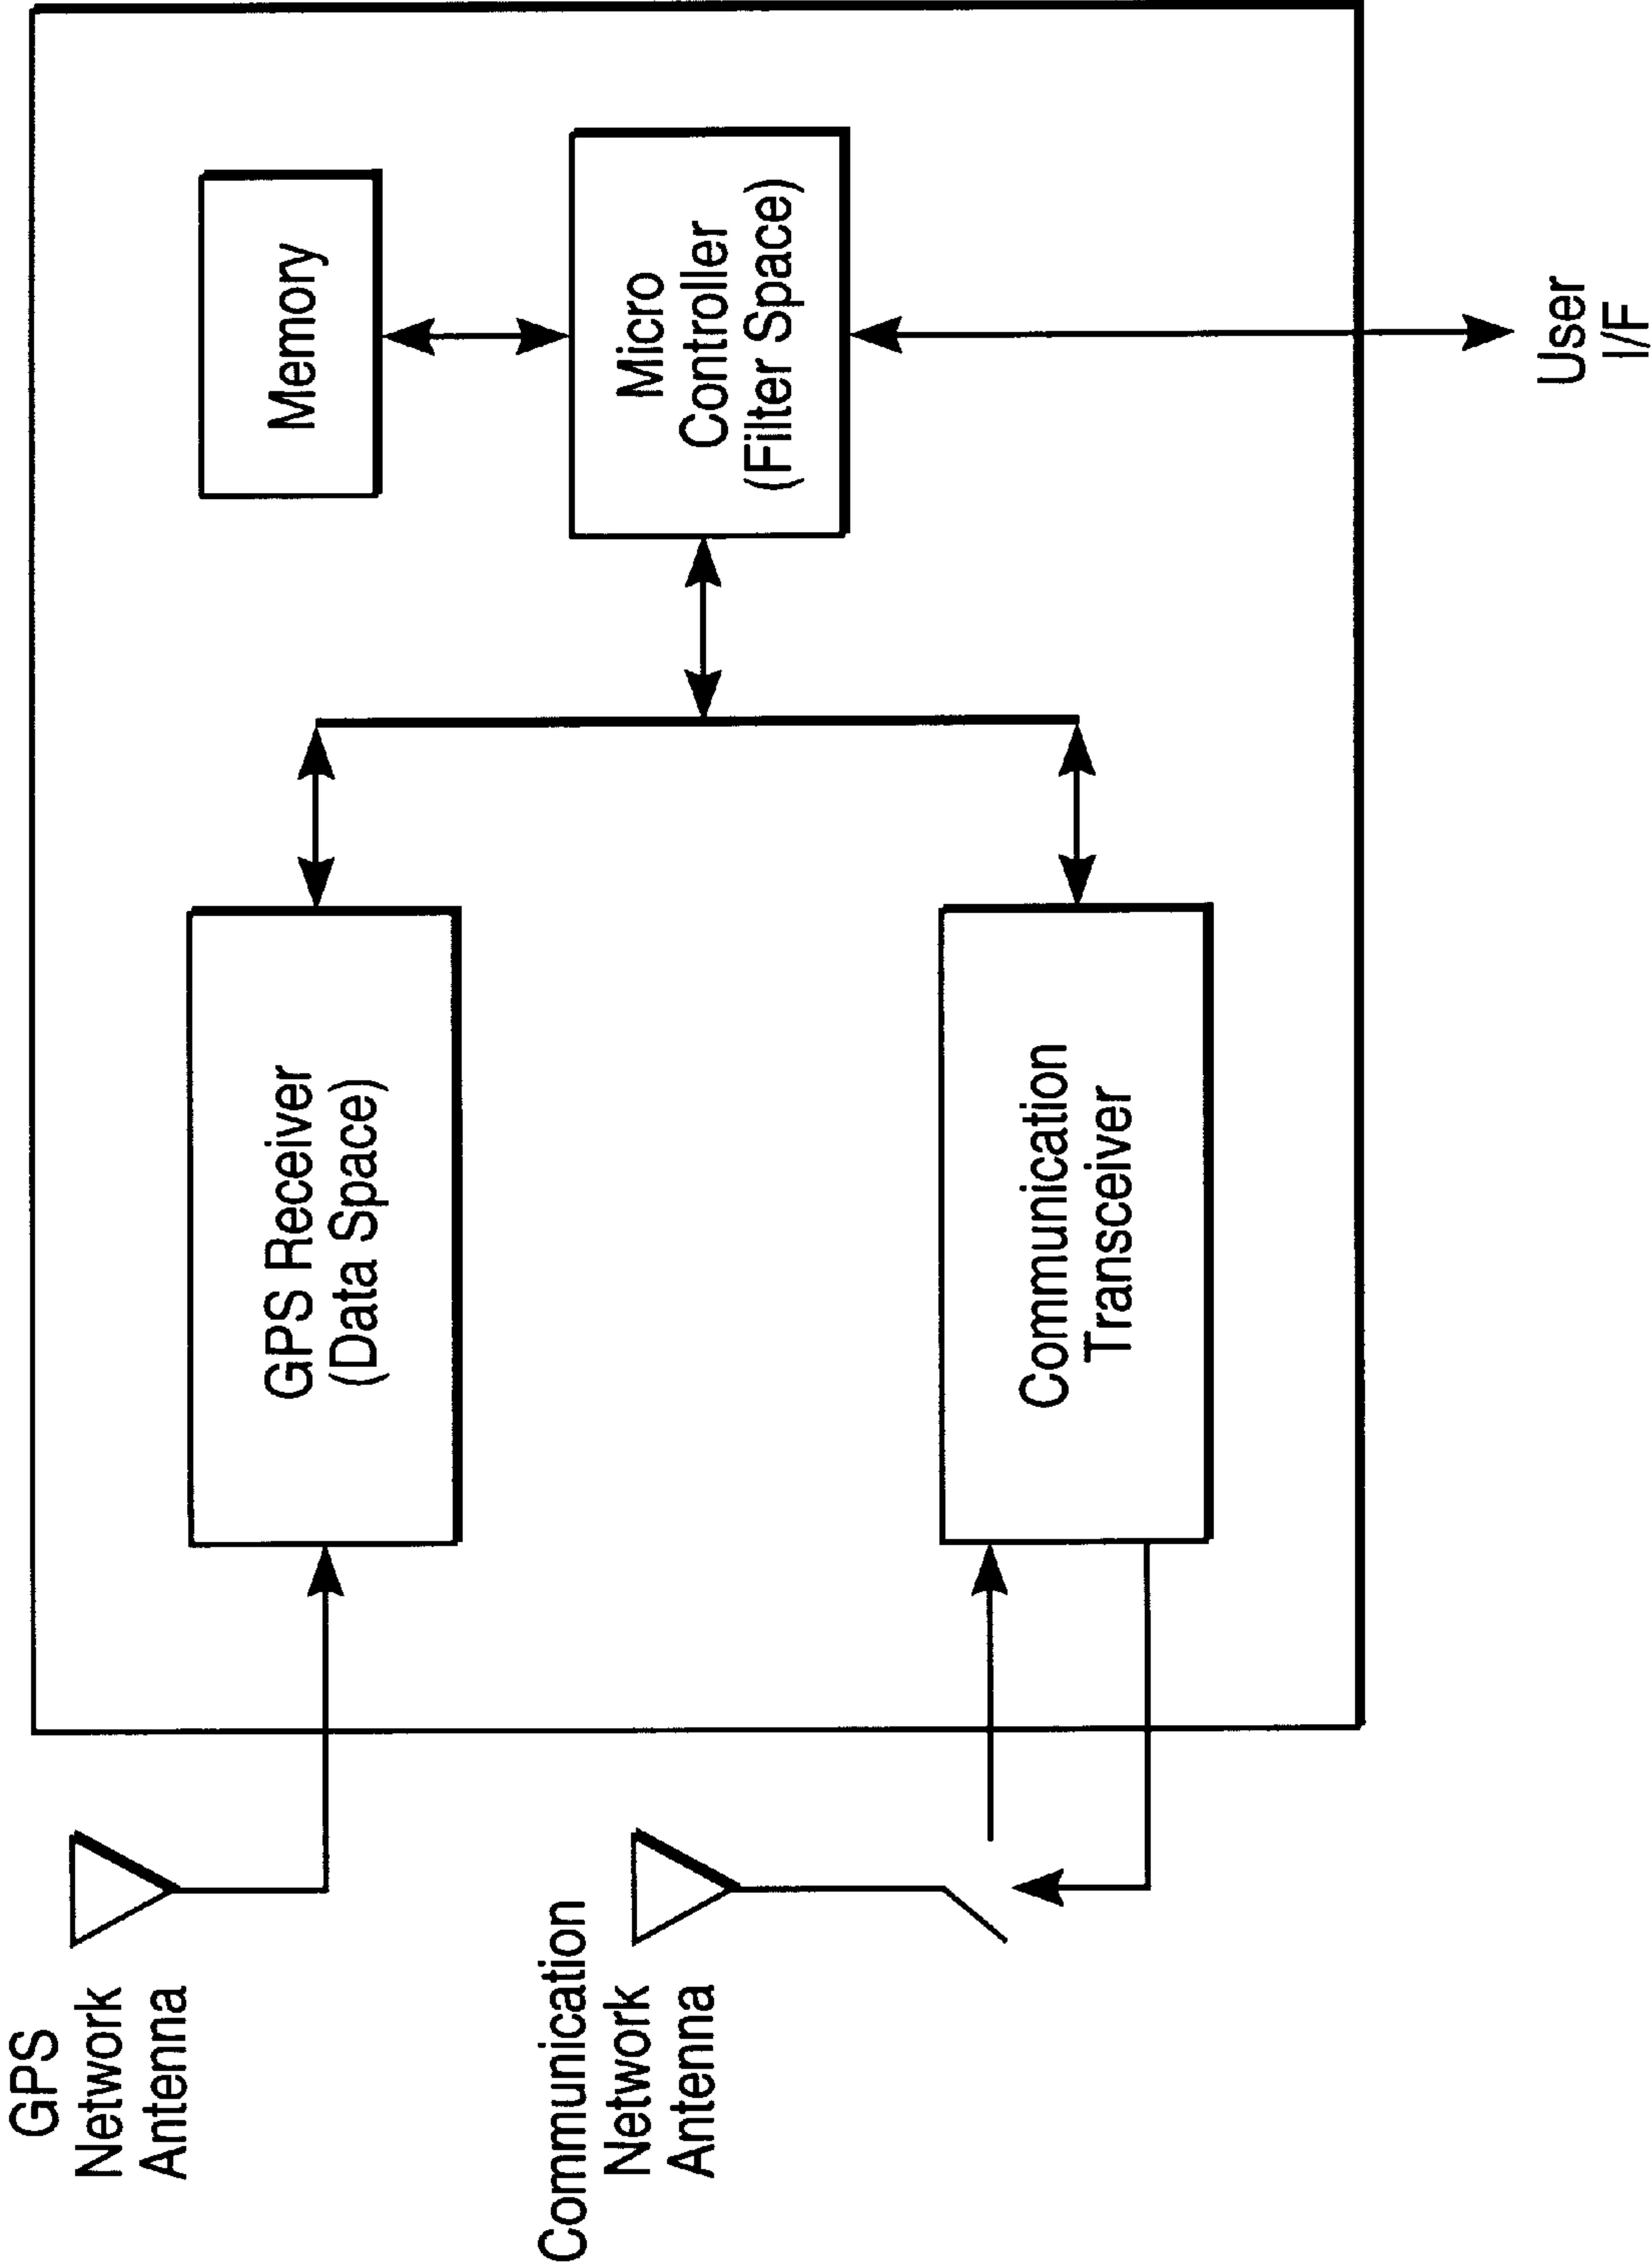 GPS
Network
Antenna
GPS Receiver
(Data Space)
Memory
Communication
Network
Antenna
Communication
Transceiver
Micro
Controller
(Filter Space)
User
I/F